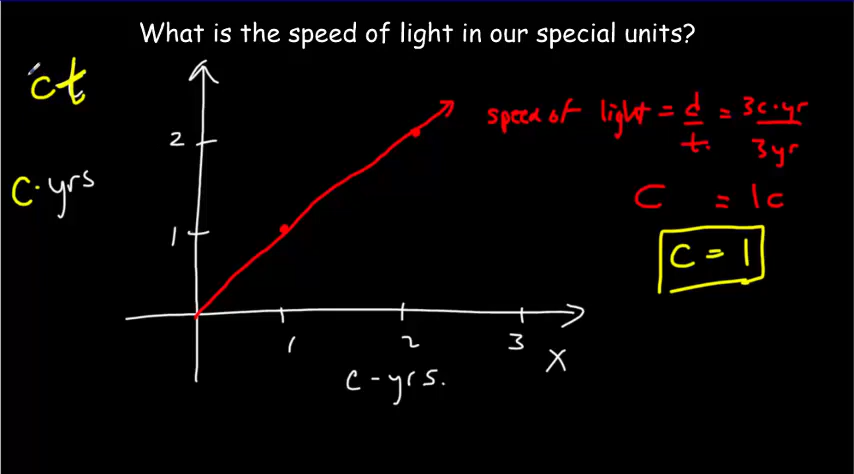 What is the speed of light in our special units?
ct
c·yrs
2
1
1 2 3
c-yrs.
X
speed of light = d/t. = 3c·yr/3yr
C = 1c
C = 1